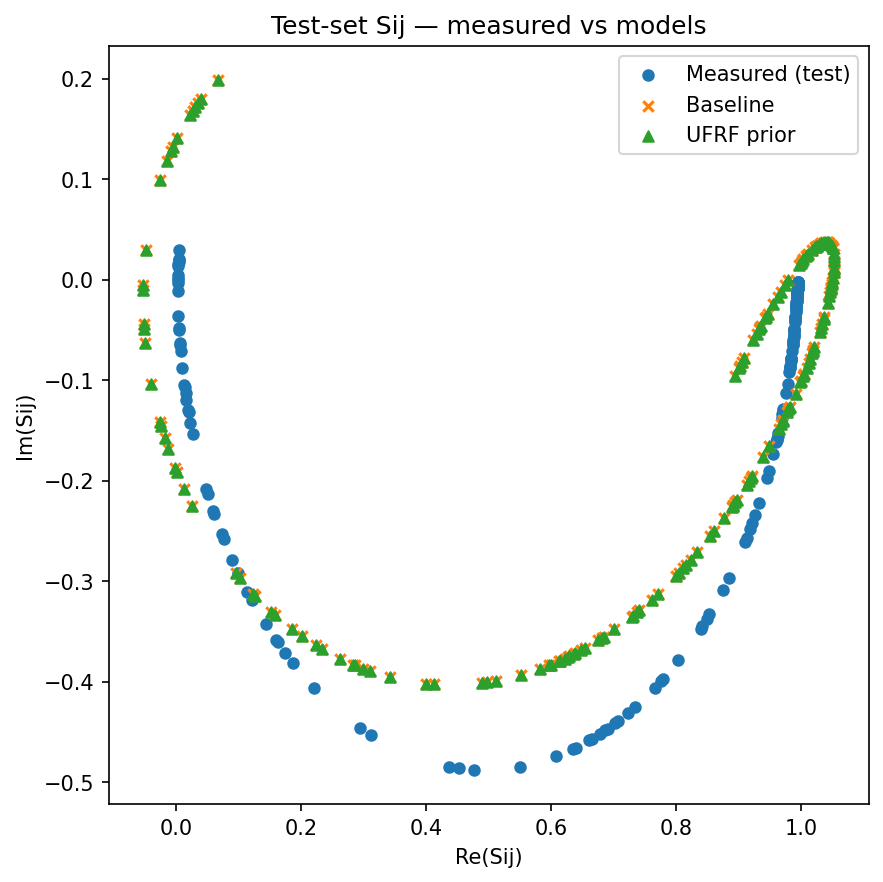 Test-set Sij — measured vs models
Measured (test)
Baseline
UFRF prior
0.2
0.1
0.0
−0.1
−0.2
−0.3
−0.4
−0.5
Im(Sij)
0.0
0.2
0.4
0.6
0.8
1.0
Re(Sij)